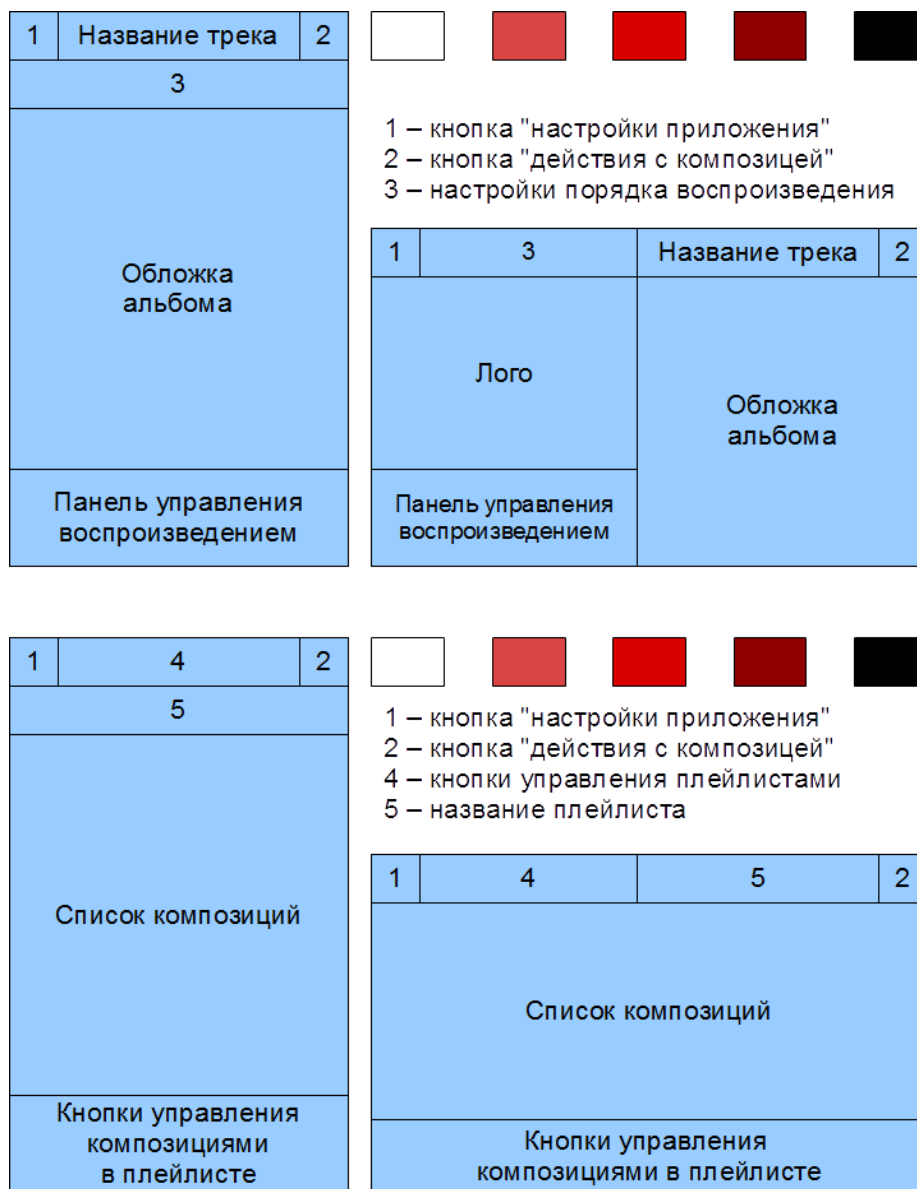 1 Название трека 2
3
Обложка
альбома
Панель управления
воспроизведением
1 – кнопка "настройки приложения"
2 – кнопка "действия с композицей"
3 – настройки порядка воспроизведения
1 3 Название трека 2
Лого
Обложка
альбома
Панель управления
воспроизведением
1 4 2
5
Список композиций
Кнопки управления
композициями
в плейлисте
1 – кнопка "настройки приложения"
2 – кнопка "действия с композицей"
4 – кнопки управления плейлистами
5 – название плейлиста
1 4 5 2
Список композиций
Кнопки управления
композициями в плейлисте